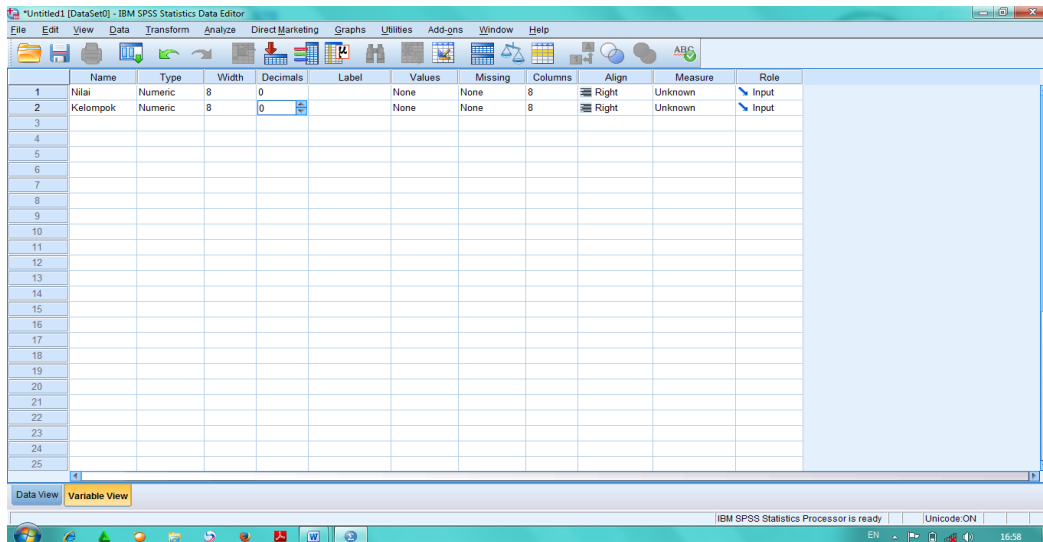 *Untitled1 [DataSet0] - IBM SPSS Statistics Data Editor
File Edit View Data Transform Analyze Direct Marketing Graphs Utilities Add-ons Window Help
Name Type Width Decimals Label Values Missing Columns Align Measure Role
1 Nilai Numeric 8 0 None None 8 Right Unknown Input
2 Kelompok Numeric 8 0 None None 8 Right Unknown Input
3
4
5
6
7
8
9
10
11
12
13
14
15
16
17
18
19
20
21
22
23
24
25
Data View Variable View
IBM SPSS Statistics Processor is ready Unicode:ON
EN 16:58